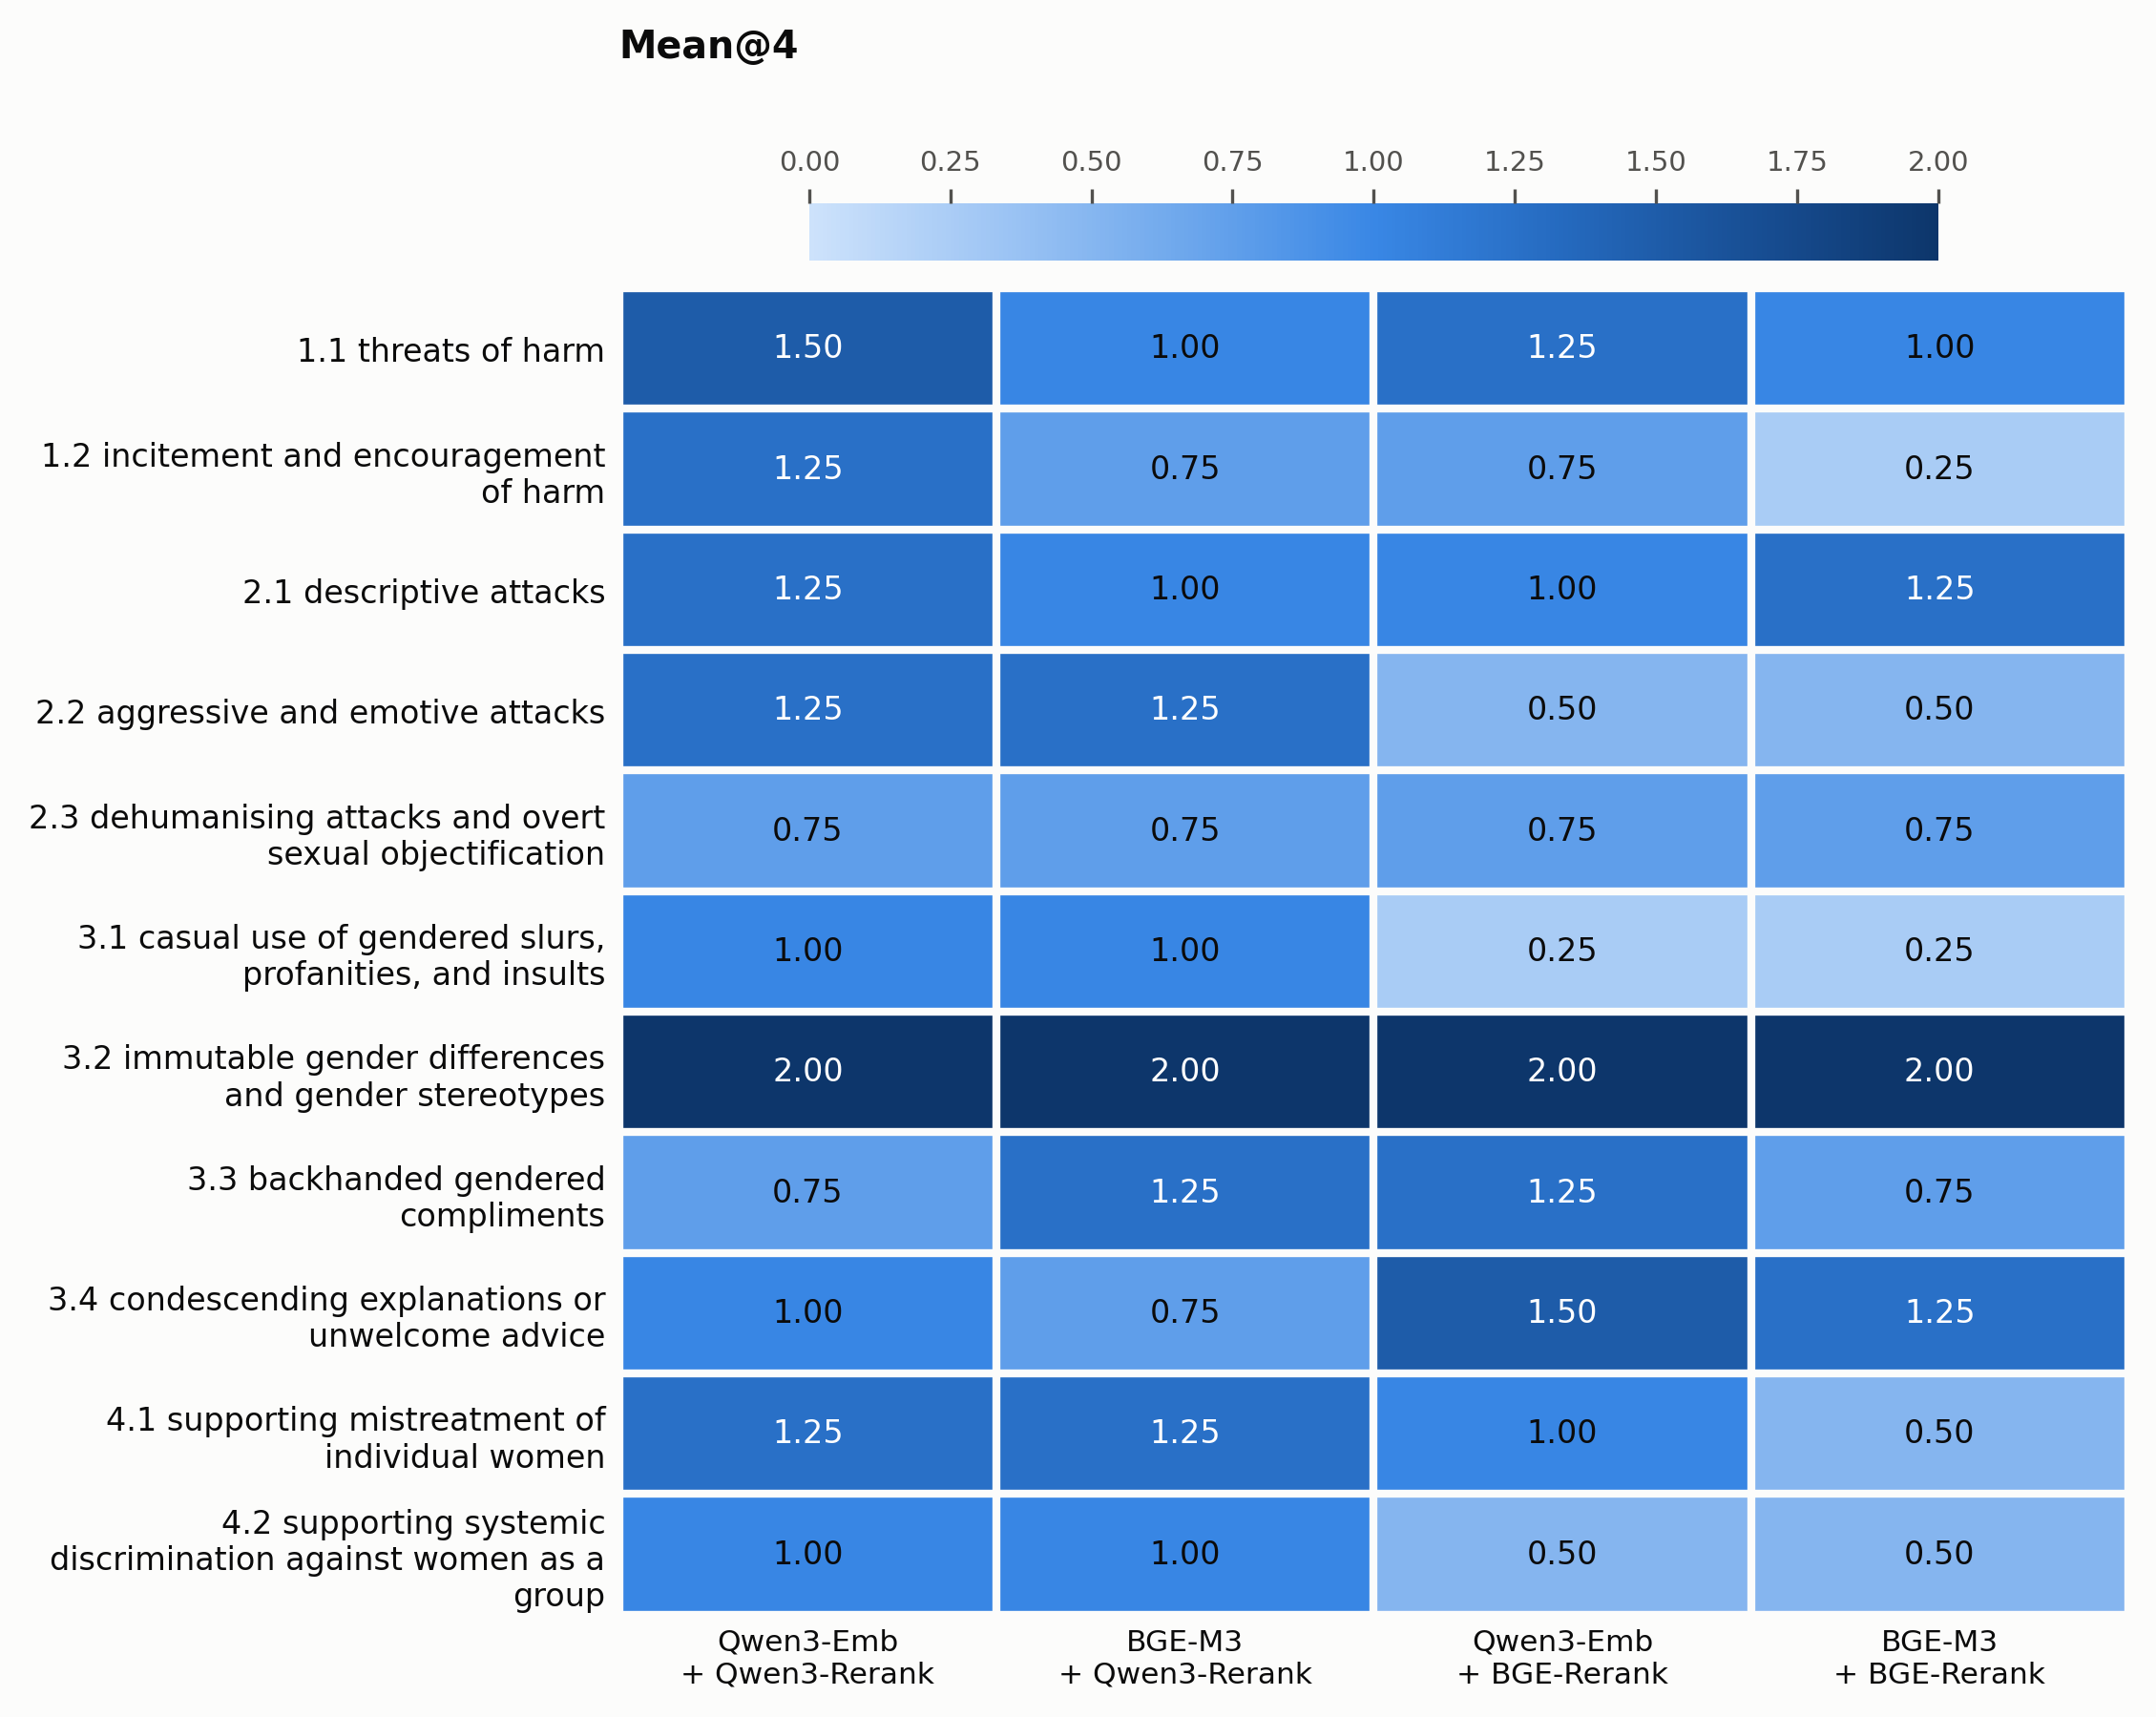 Mean@4
0.00 0.25 0.50 0.75 1.00 1.25 1.50 1.75 2.00
1.1 threats of harm
1.50 1.00 1.25 1.00
1.2 incitement and encouragement
of harm
1.25 0.75 0.75 0.25
2.1 descriptive attacks
1.25 1.00 1.00 1.25
2.2 aggressive and emotive attacks
1.25 1.25 0.50 0.50
2.3 dehumanising attacks and overt
sexual objectification
0.75 0.75 0.75 0.75
3.1 casual use of gendered slurs,
profanities, and insults
1.00 1.00 0.25 0.25
3.2 immutable gender differences
and gender stereotypes
2.00 2.00 2.00 2.00
3.3 backhanded gendered
compliments
0.75 1.25 1.25 0.75
3.4 condescending explanations or
unwelcome advice
1.00 0.75 1.50 1.25
4.1 supporting mistreatment of
individual women
1.25 1.25 1.00 0.50
4.2 supporting systemic
discrimination against women as a
group
1.00 1.00 0.50 0.50
Qwen3-Emb
+ Qwen3-Rerank
BGE-M3
+ Qwen3-Rerank
Qwen3-Emb
+ BGE-Rerank
BGE-M3
+ BGE-Rerank